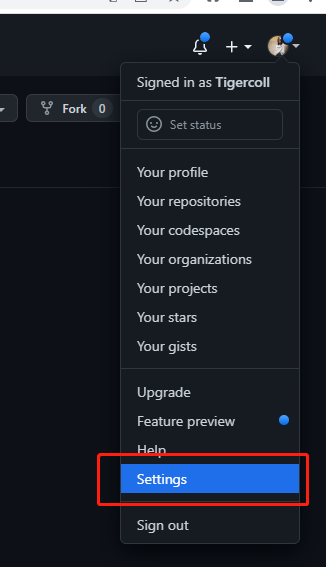 Fork 0
Signed in as Tigercoll
Set status
Your profile
Your repositories
Your codespaces
Your organizations
Your projects
Your stars
Your gists
Upgrade
Feature preview
Help
Settings
Sign out